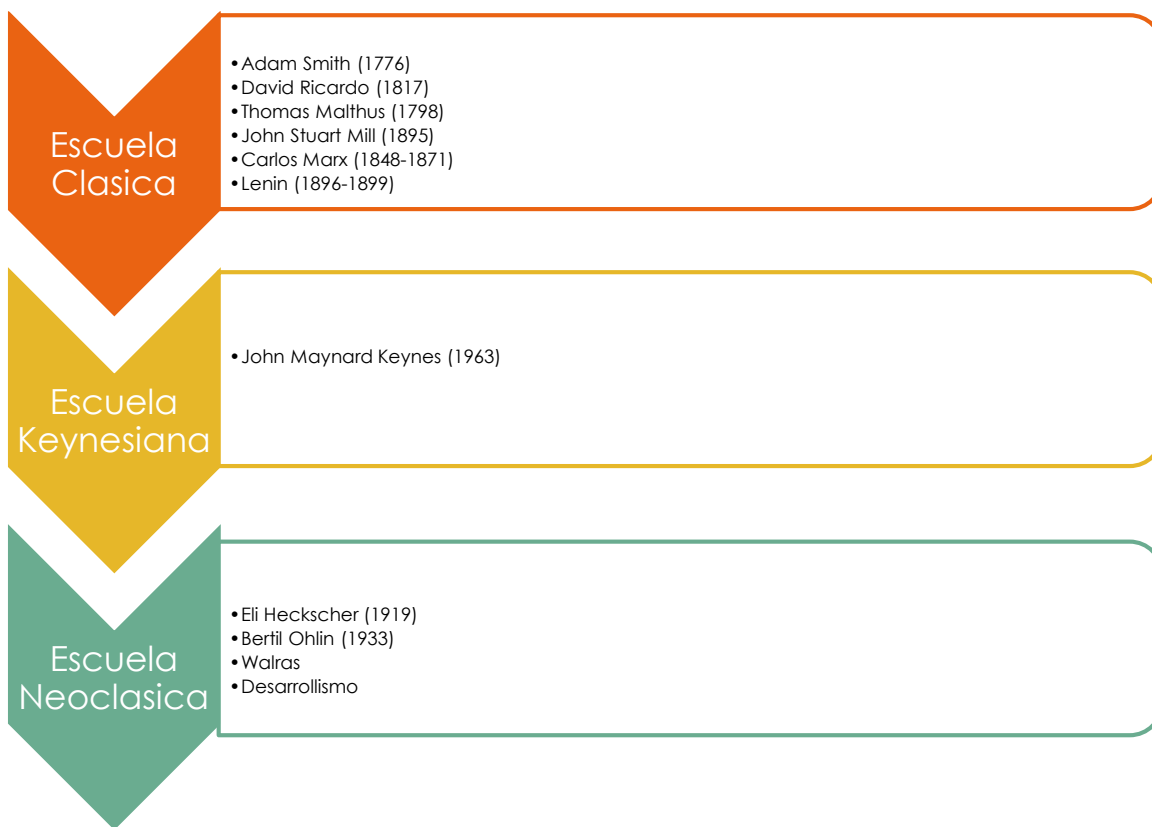 Escuela
Clasica
•Adam Smith (1776)
•David Ricardo (1817)
•Thomas Malthus (1798)
•John Stuart Mill (1895)
•Carlos Marx (1848-1871)
•Lenin (1896-1899)
Escuela
Keynesiana
•John Maynard Keynes (1963)
Escuela
Neoclasica
•Eli Heckscher (1919)
•Bertil Ohlin (1933)
•Walras
•Desarrollismo